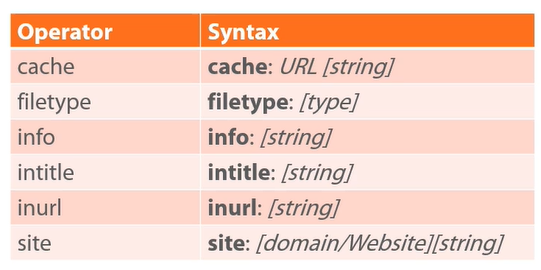 Operator Syntax
cache cache: URL [string]
filetype filetype: [type]
info info: [string]
intitle intitle: [string]
inurl inurl: [string]
site site: [domain/Website][string]